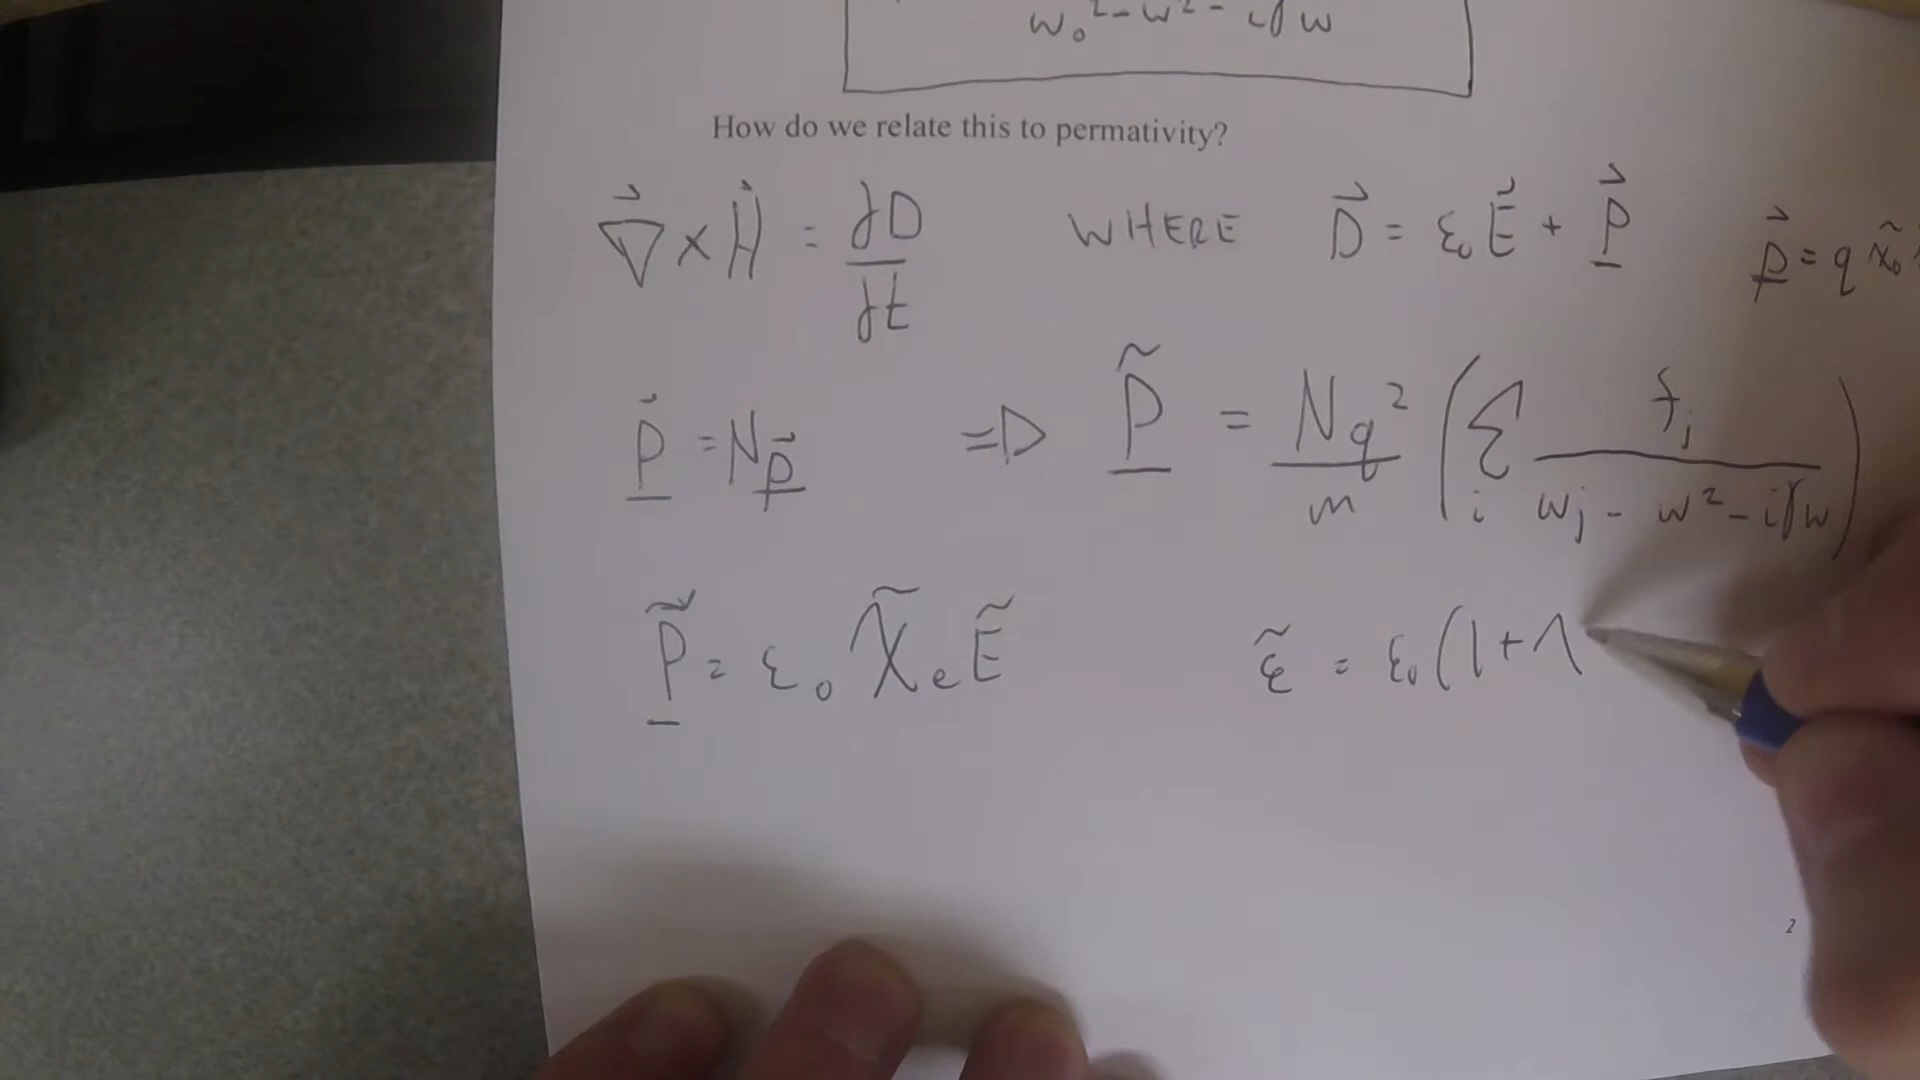 ω₀² - ω² - iγω
How do we relate this to permativity?
∇⃗ × H⃗ = ∂D/∂t WHERE D⃗ = ε₀E⃗ + P⃗ p⃗ = q x̃₀
P⃗ = Np⃗ ⇒ P̃ = Nq²/m (Σᵢ fⱼ/(ωⱼ - ω² - iγω))
P̃ = ε₀ χ̃ₑ Ẽ ε̃ = ε₀(1+
2